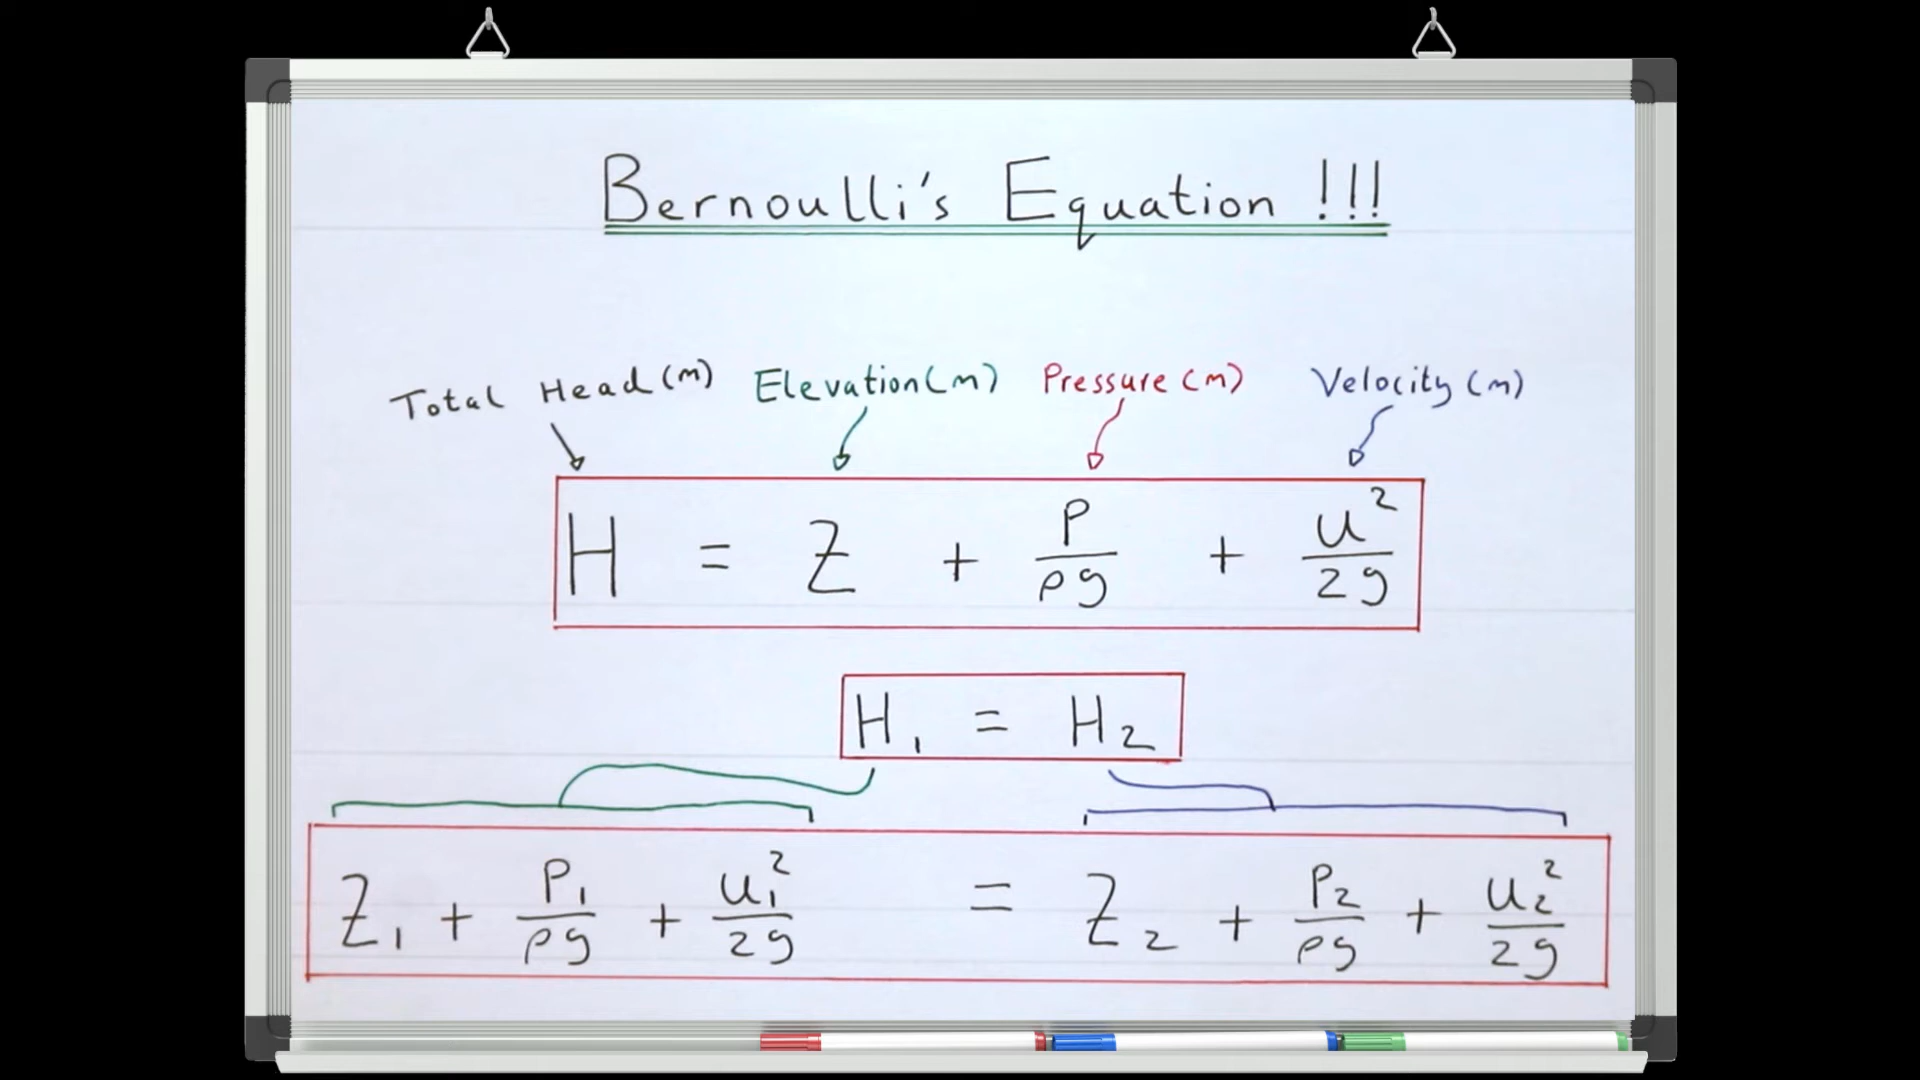 Bernoulli's Equation !!!
Total Head (m) Elevation (m) Pressure (m) Velocity (m)
H = Z + P/ρg + u²/2g
H₁ = H₂
Z₁ + P₁/ρg + u₁²/2g = Z₂ + P₂/ρg + u₂²/2g